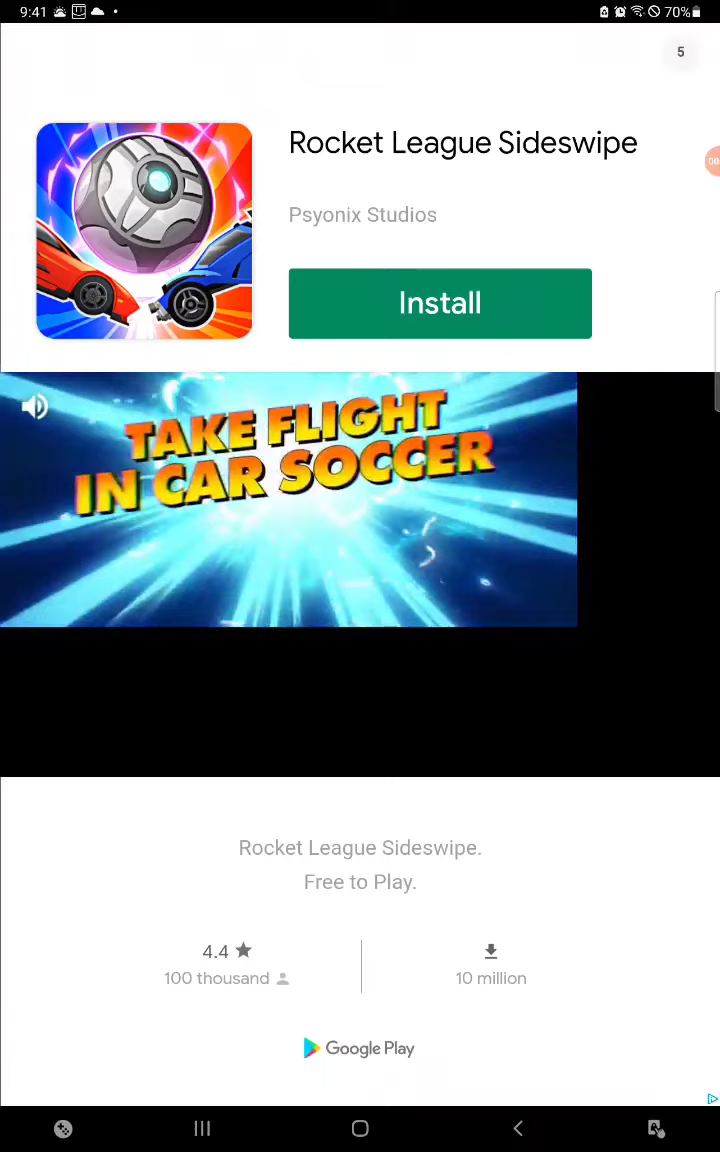 9:41
70%
5
Rocket League Sideswipe
00
Psyonix Studios
Install
TAKE FLIGHT
IN CAR SOCCER
Rocket League Sideswipe.
Free to Play.
4.4
100 thousand
10 million
Google Play